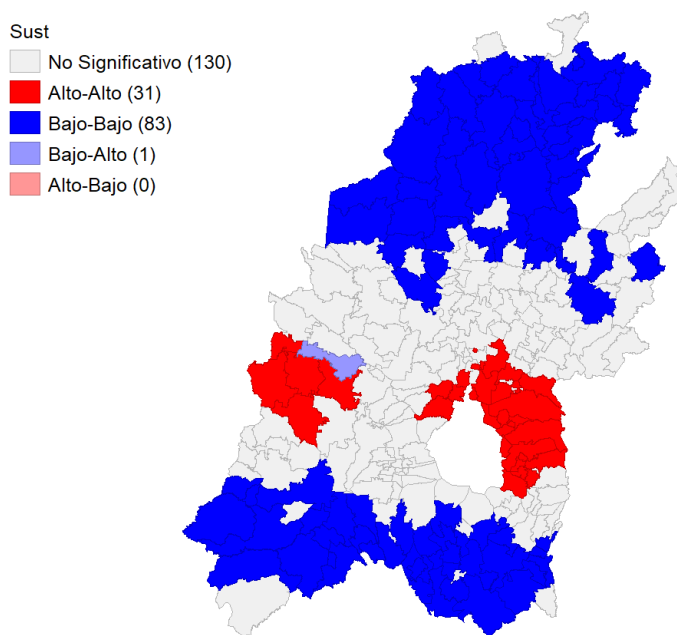 Sust
No Significativo (130)
Alto-Alto (31)
Bajo-Bajo (83)
Bajo-Alto (1)
Alto-Bajo (0)